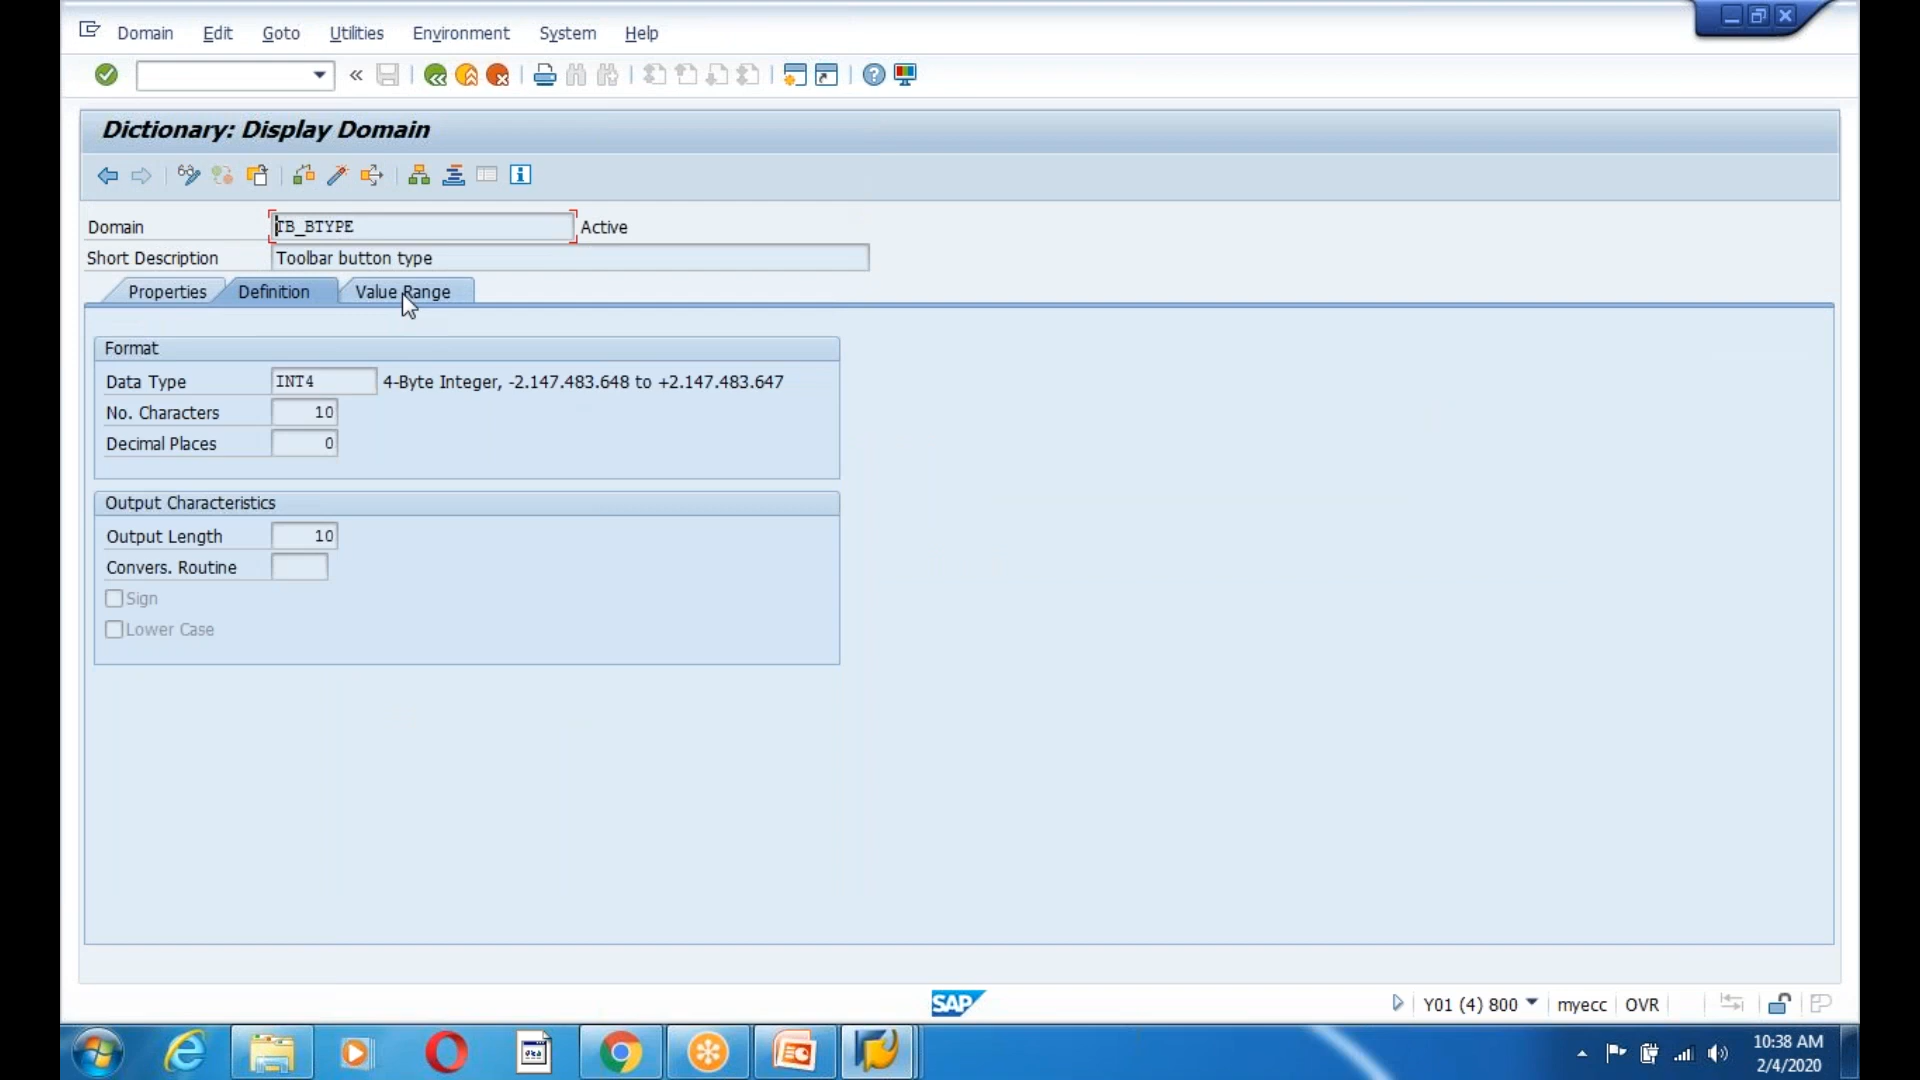 Domain Edit Goto Utilities Environment System Help
Dictionary: Display Domain
Domain TB_BTYPE Active
Short Description Toolbar button type
Properties Definition Value Range
Format
Data Type INT4 4-Byte Integer, -2.147.483.648 to +2.147.483.647
No. Characters 10
Decimal Places 0
Output Characteristics
Output Length 10
Convers. Routine
Sign
Lower Case
SAP Y01 (4) 800 myecc OVR
10:38 AM
2/4/2020